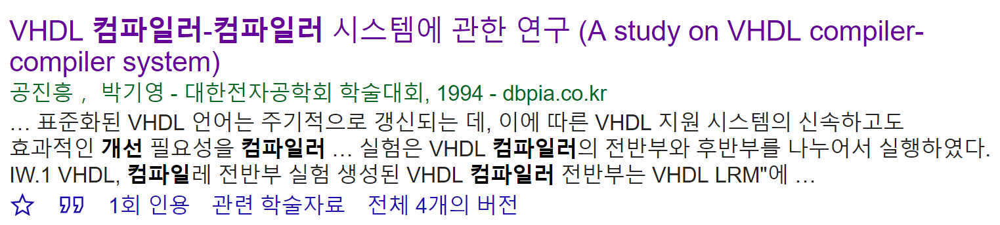 VHDL 컴파일러-컴파일러 시스템에 관한 연구 (A study on VHDL compiler-
compiler system)
공진흥, 박기영 - 대한전자공학회 학술대회, 1994 - dbpia.co.kr
… 표준화된 VHDL 언어는 주기적으로 갱신되는 데, 이에 따른 VHDL 지원 시스템의 신속하고도
효과적인 개선 필요성을 컴파일러 … 실험은 VHDL 컴파일러의 전반부와 후반부를 나누어서 실행하였다.
IW.1 VHDL, 컴파일레 전반부 실험 생성된 VHDL 컴파일러 전반부는 VHDL LRM"에 …
1회 인용 관련 학술자료 전체 4개의 버전